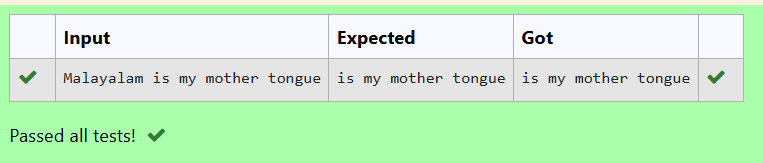 Input Expected Got
Malayalam is my mother tongue is my mother tongue is my mother tongue
Passed all tests!